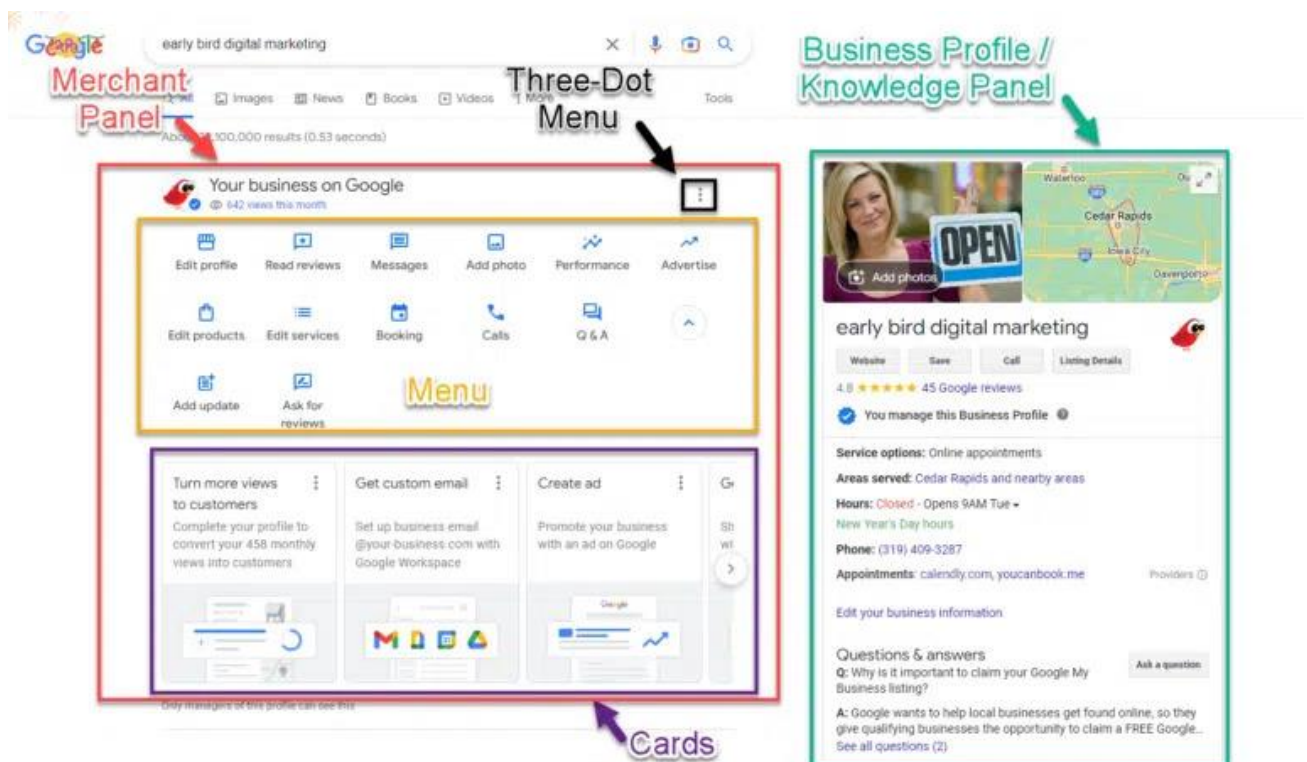 Google
early bird digital marketing
Merchant
Panel
Three-Dot
Menu
Business Profile /
Knowledge Panel
All Images News Books Videos More Tools
100,000 results (0.53 seconds)
Your business on Google
642 views this month
Edit profile Read reviews Messages Add photo Performance Advertise
Edit products Edit services Booking Calls Q & A
Add update Ask for
reviews
Menu
Turn more views
to customers
Complete your profile to
convert your 458 monthly
views into customers
Get custom email
Set up business email
@your-business.com with
Google Workspace
Create ad
Promote your business
with an ad on Google
Google
Only managers of this profile can see this
Cards
Waterloo
Cedar Rapids
Iowa City
Davenport
OPEN
Add photos
early bird digital marketing
Website Save Call Listing Details
4.8 45 Google reviews
You manage this Business Profile
Service options: Online appointments
Areas served: Cedar Rapids and nearby areas
Hours: Closed - Opens 9AM Tue
New Year's Day hours
Phone: (319) 409-3287
Appointments: calendly.com, youcanbook.me Providers
Edit your business information
Questions & answers
Ask a question
Q: Why is it important to claim your Google My
Business listing?
A: Google wants to help local businesses get found online, so they
give qualifying businesses the opportunity to claim a FREE Google...
See all questions (2)